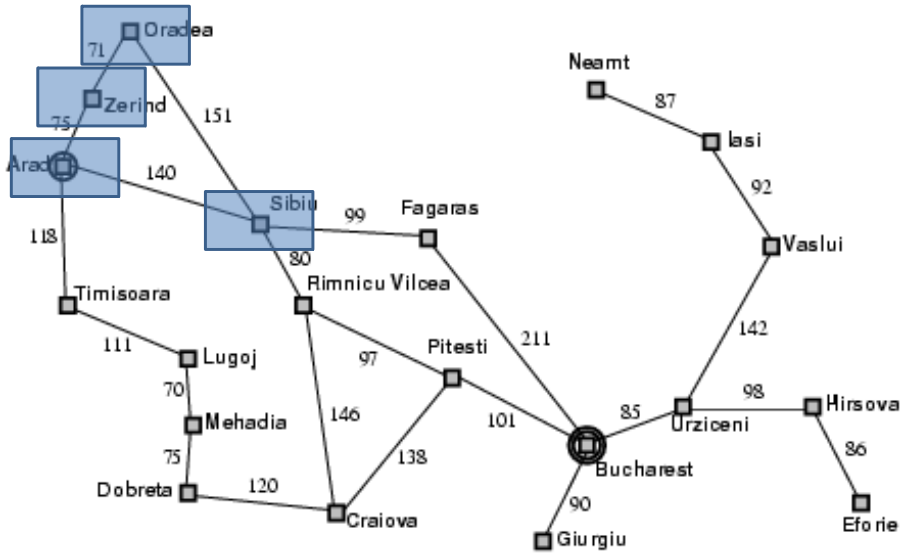 Oradea
71
Neamt
Zerind
87
75
151
Iasi
Arad
140
92
Sibiu
Fagaras
99
118
80
Vaslui
Timisoara
Rimnicu Vilcea
142
111
211
Lugoj
97
Pitesti
70
98
Hirsova
146
101
85
Mehadia
Urziceni
75
138
86
Bucharest
Dobreta
120
90
Craiova
Eforie
Giurgiu